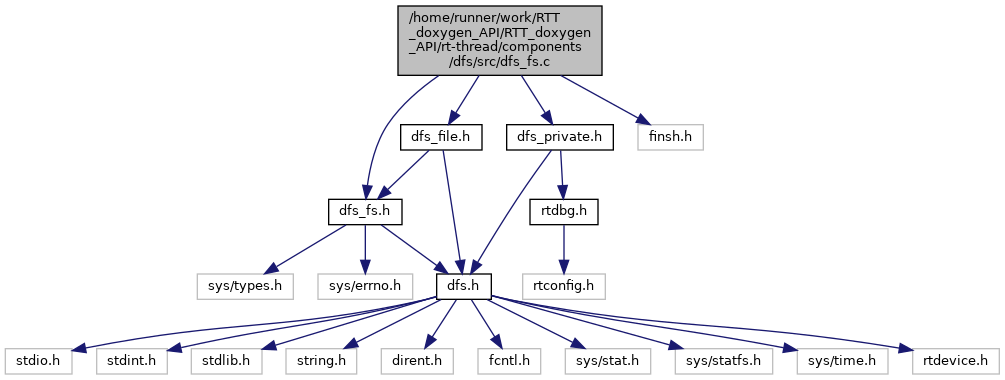 /home/runner/work/RTT
_doxygen_API/RTT_doxygen
_API/rt-thread/components
/dfs/src/dfs_fs.c
dfs_file.h
dfs_private.h
finsh.h
dfs_fs.h
rtdbg.h
sys/types.h
sys/errno.h
dfs.h
rtconfig.h
stdio.h
stdint.h
stdlib.h
string.h
dirent.h
fcntl.h
sys/stat.h
sys/statfs.h
sys/time.h
rtdevice.h